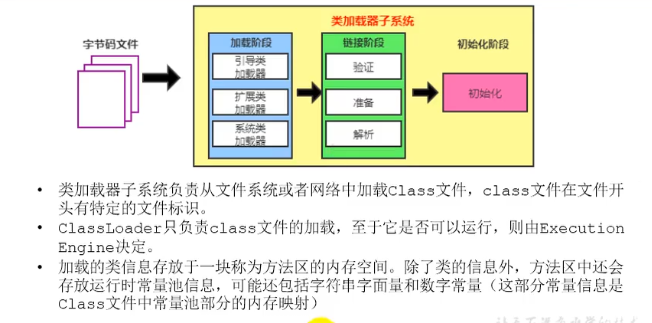 类加载器子系统
字节码文件
加载阶段
引导类
加载器
扩展类
加载器
系统类
加载器
链接阶段
验证
准备
解析
初始化阶段
初始化
• 类加载器子系统负责从文件系统或者网络中加载Class文件，class文件在文件开
头有特定的文件标识。
• ClassLoader只负责class文件的加载，至于它是否可以运行，则由Execution
Engine决定。
• 加载的类信息存放于一块称为方法区的内存空间。除了类的信息外，方法区中还会
存放运行时常量池信息，可能还包括字符串字面量和数字常量（这部分常量信息是
Class文件中常量池部分的内存映射）